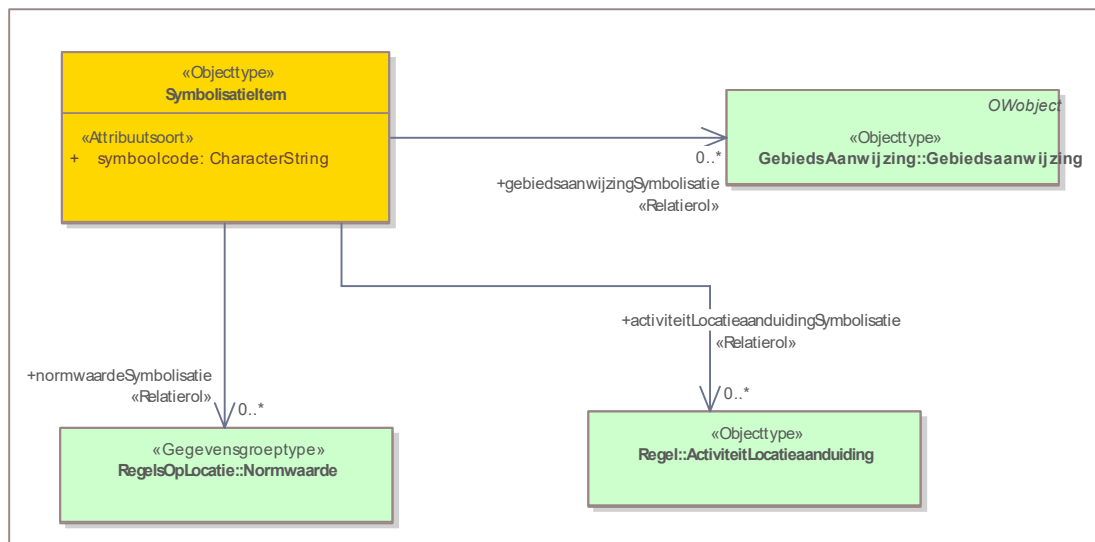 «Objecttype»
SymbolisatieItem
«Attribuutsoort»
+ symboolcode: CharacterString
OWobject
«Objecttype»
GebiedsAanwijzing::Gebiedsaanwijzing
0..*
+gebiedsaanwijzingSymbolisatie
«Relatierol»
+activiteitLocatieaanduidingSymbolisatie
«Relatierol»
+normwaardeSymbolisatie
«Relatierol»
0..*
0..*
«Gegevensgroeptype»
RegelsOpLocatie::Normwaarde
«Objecttype»
Regel::ActiviteitLocatieaanduiding